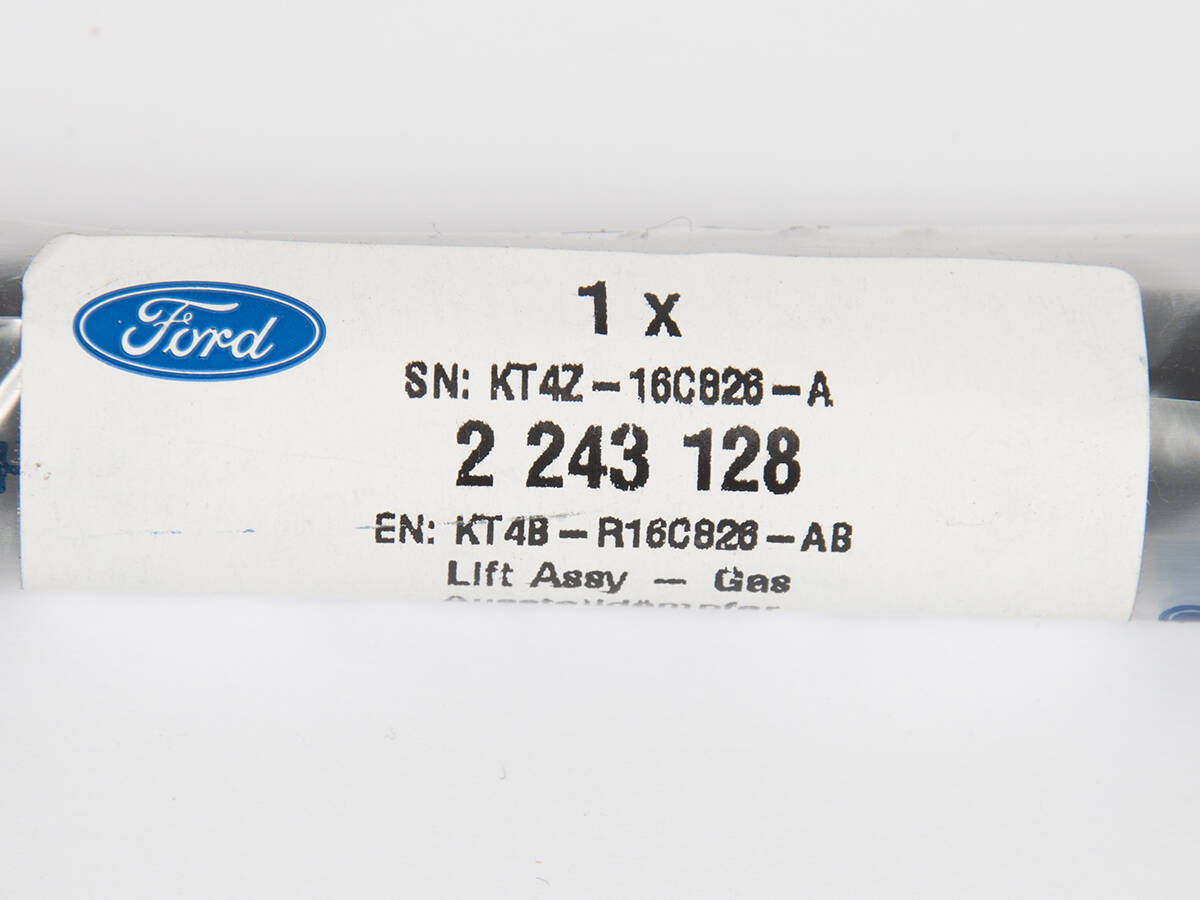 Ford
1 x
SN: KT4Z-16C826-A
2 243 128
EN: KT4B-R16C826-AB
Lift Assy - Gas